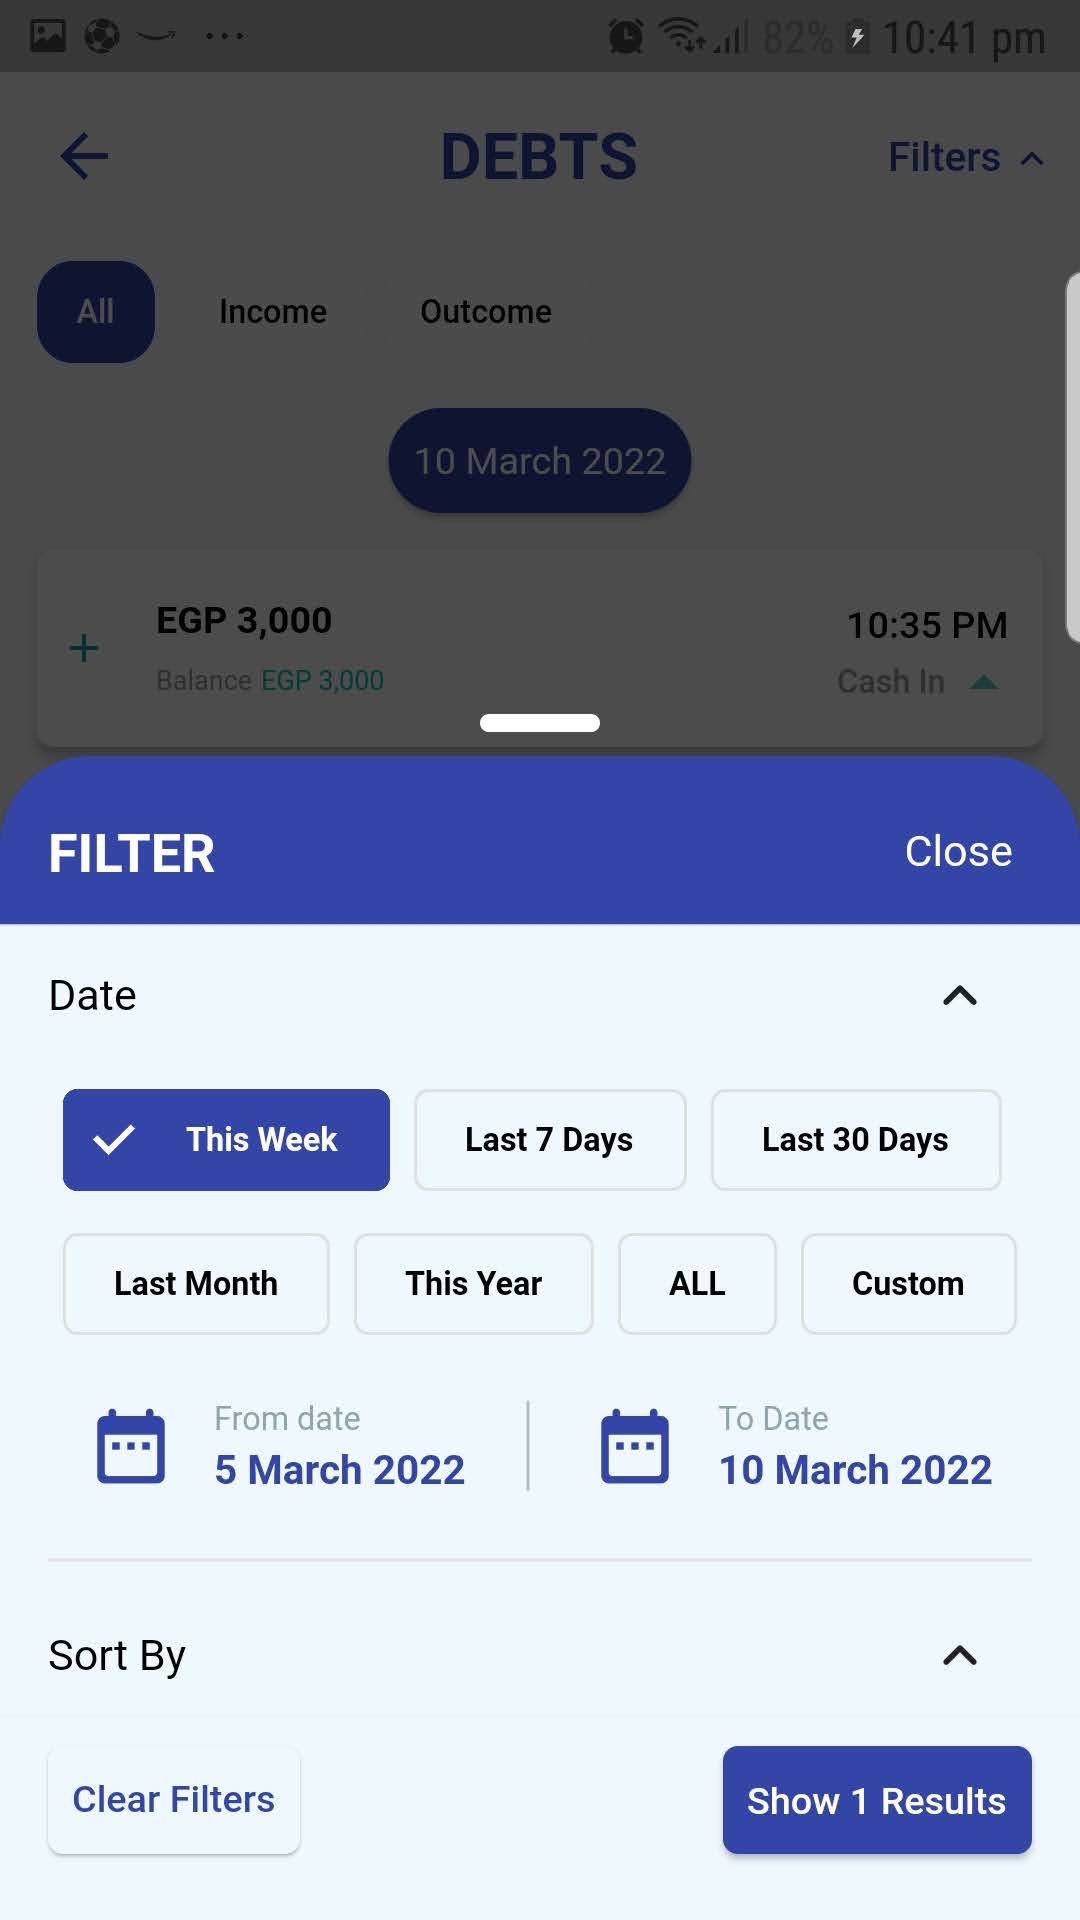 82% 10:41 pm
DEBTS Filters
All Income Outcome
10 March 2022
EGP 3,000 10:35 PM
Balance EGP 3,000 Cash In
FILTER Close
Date
This Week Last 7 Days Last 30 Days
Last Month This Year ALL Custom
From date To Date
5 March 2022 10 March 2022
Sort By
Clear Filters Show 1 Results